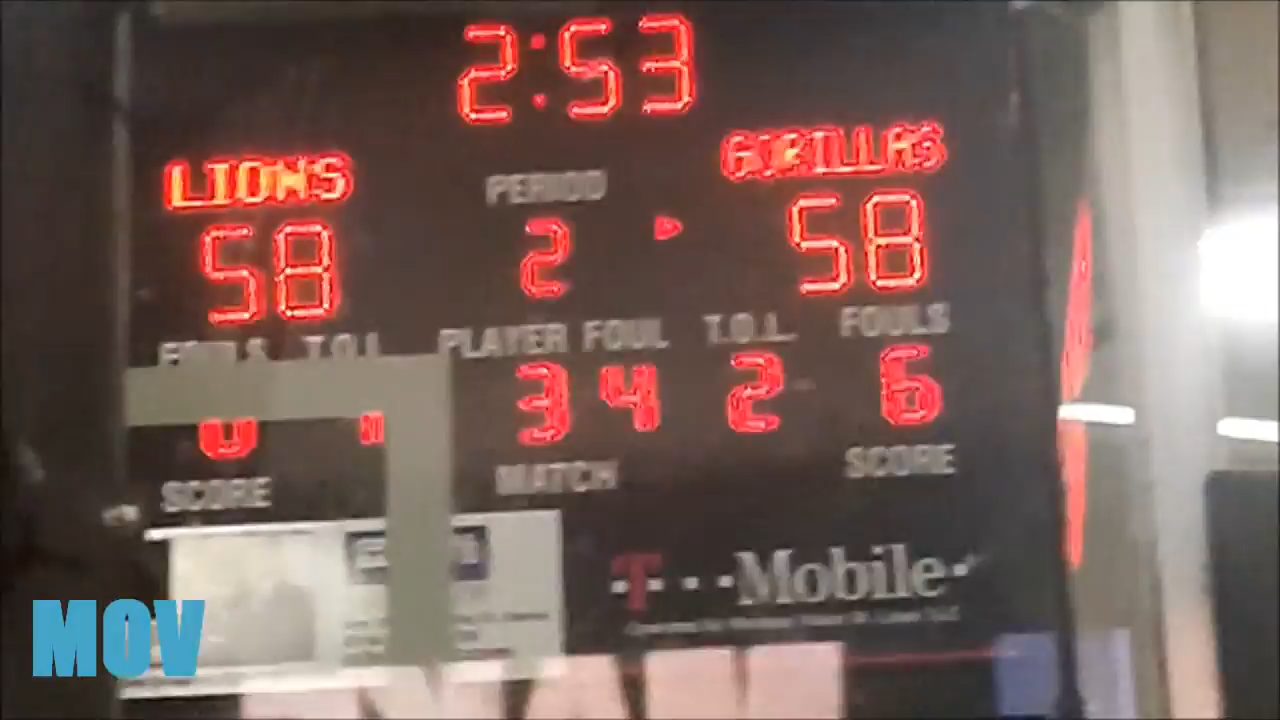 2:53
LIONS PERIOD GORILLAS
58 2 58
FOULS T.O.L. PLAYER FOUL T.O.L. FOULS
34 2 6
SCORE MATCH SCORE
T · · · Mobile ·
MOV